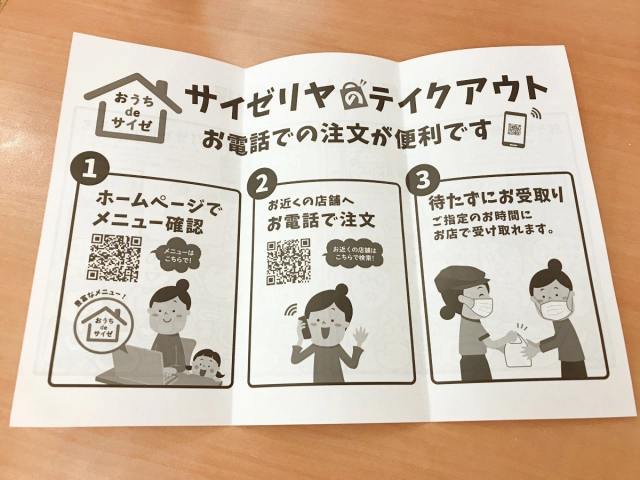 おうち
de
サイゼ
サイゼリヤのテイクアウト
お電話での注文が便利です
1
ホームページで
メニュー確認
メニューは
こちらで!
豊富なメニュー!
おうち
de
サイゼ
2
お近くの店舗へ
お電話で注文
お近くの店舗は
こちらで検索!
3
待たずにお受取り
ご指定のお時間に
お店で受け取れます。